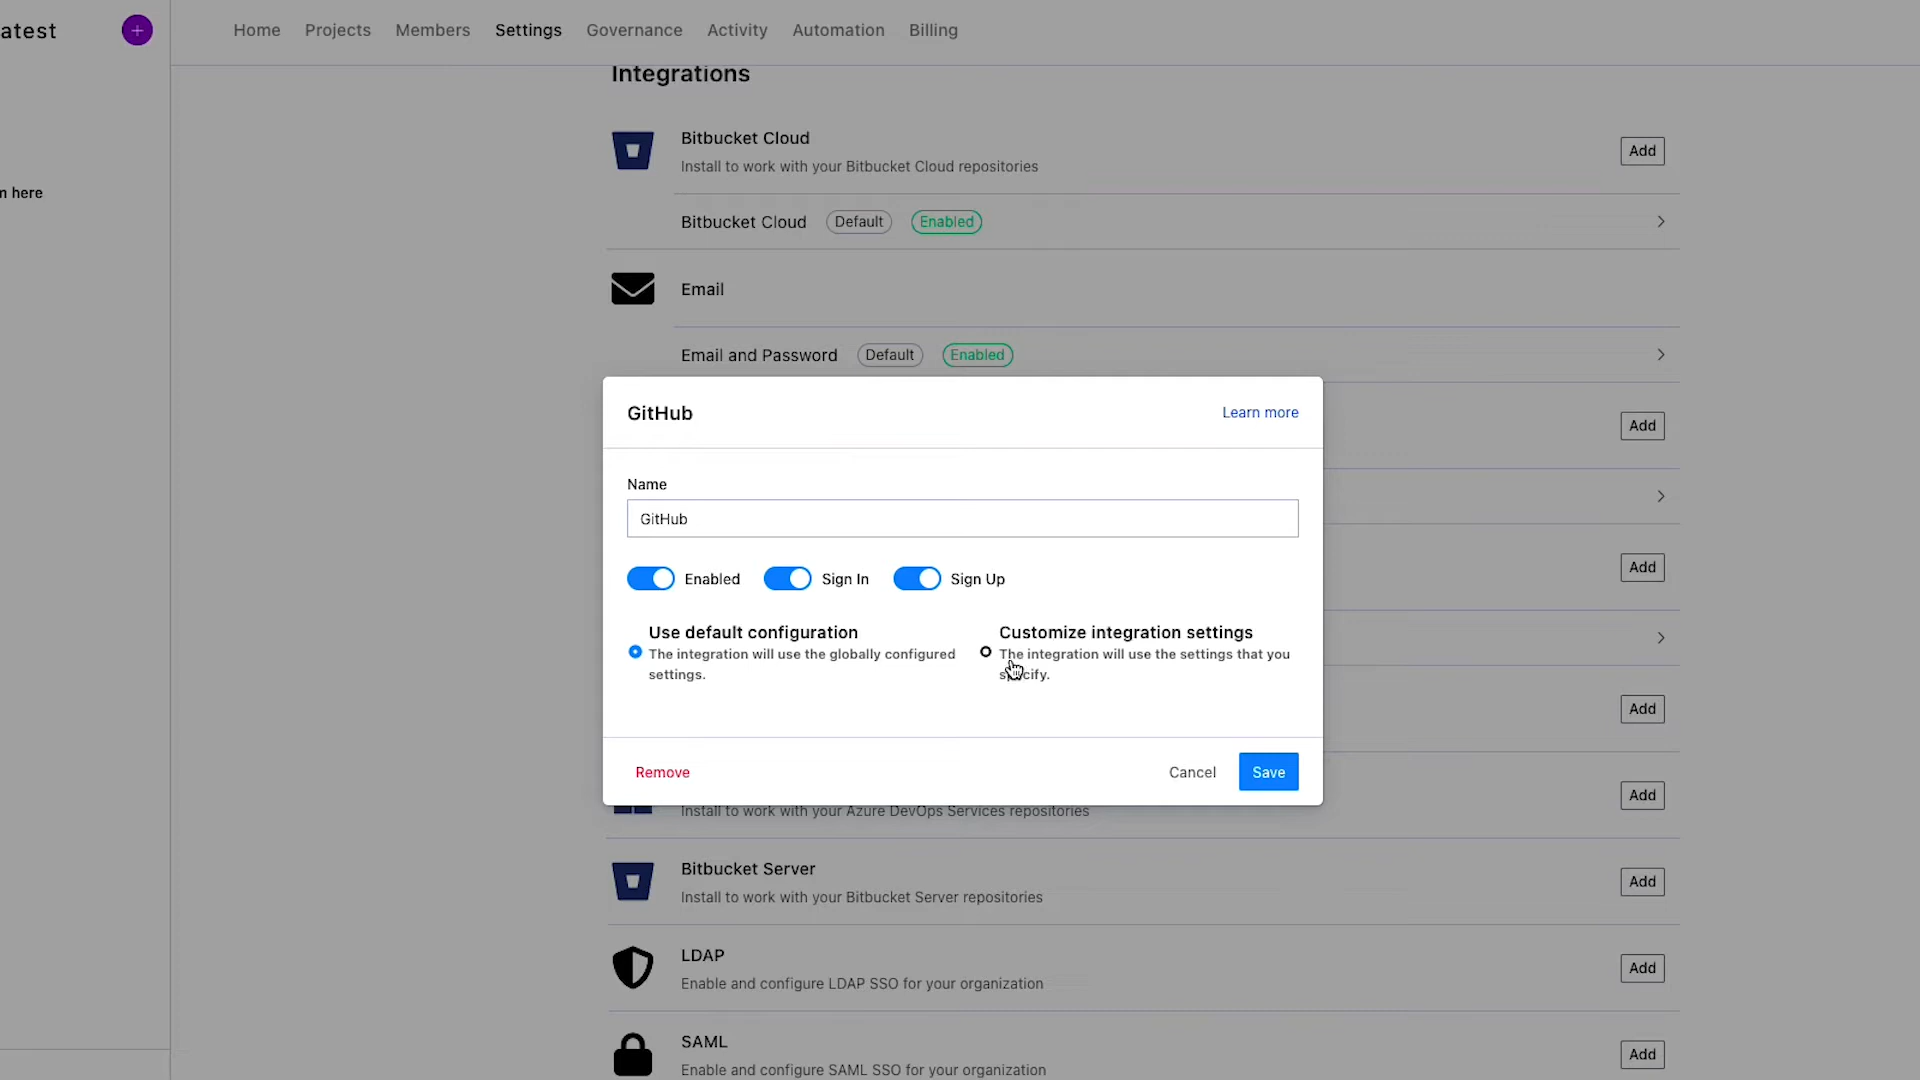 atest
+
Home Projects Members Settings Governance Activity Automation Billing
Integrations
Bitbucket Cloud
Install to work with your Bitbucket Cloud repositories
Add
m here
Bitbucket Cloud Default Enabled
Email
Email and Password Default Enabled
GitHub
Learn more
Add
Name
GitHub
Enabled Sign In Sign Up
Add
Use default configuration
The integration will use the globally configured
settings.
Customize integration settings
The integration will use the settings that you
specify.
Add
Remove
Cancel
Save
Add
Install to work with your Azure DevOps Services repositories
Bitbucket Server
Install to work with your Bitbucket Server repositories
Add
LDAP
Enable and configure LDAP SSO for your organization
Add
SAML
Enable and configure SAML SSO for your organization
Add